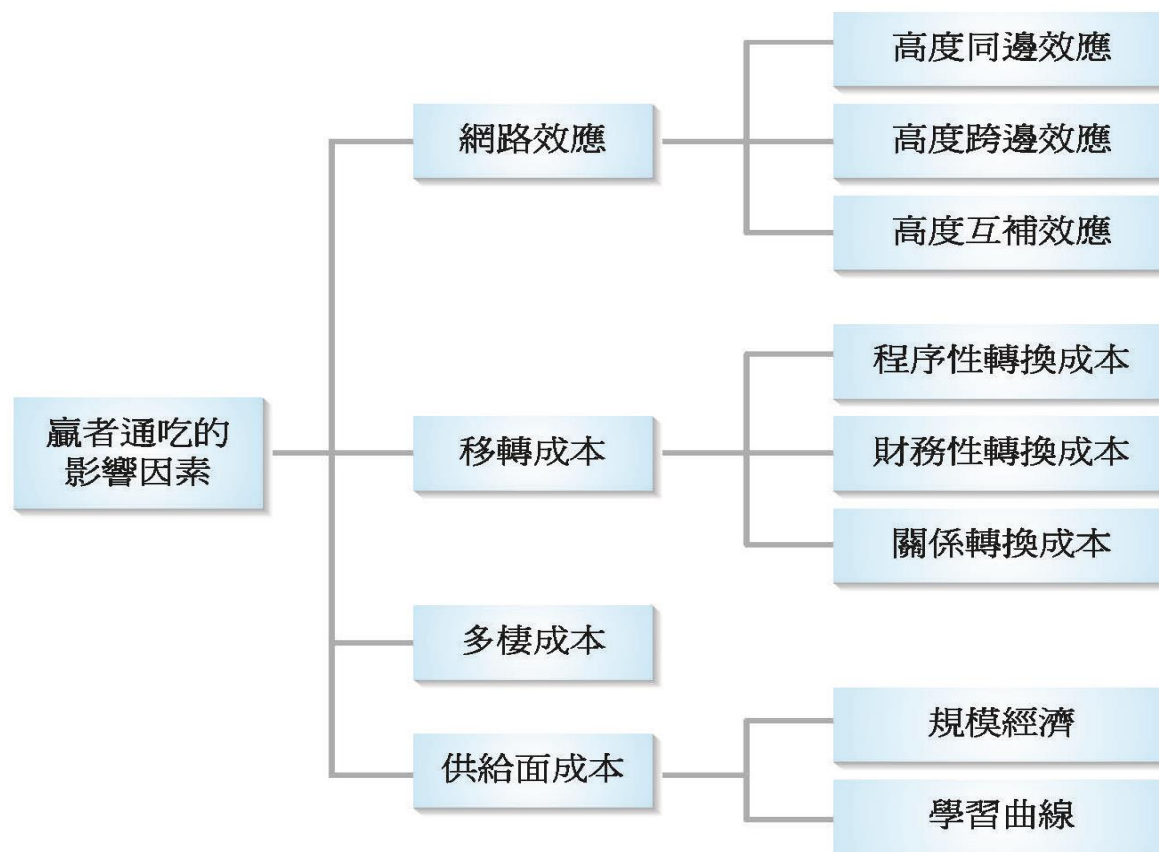 高度同邊效應
網路效應
高度跨邊效應
高度互補效應
程序性轉換成本
贏者通吃的
影響因素
移轉成本
財務性轉換成本
關係轉換成本
多棲成本
規模經濟
供給面成本
學習曲線